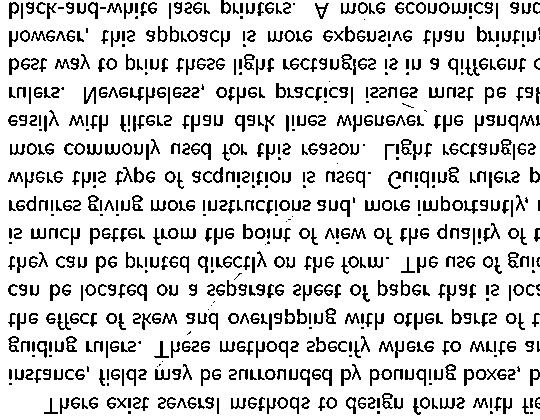 There exist several methods to design forms with fie
instance, fields may be surrounded by bounding boxes, b
guiding rulers. These methods specify where to write an
the effect of skew and overlapping with other parts of t
can be located on a separate sheet of paper that is loca
they can be printed directly on the form. The use of guid
is much better from the point of view of the quality of t
requires giving more instructions and, more importantly, r
where this type of acquisition is used. Guiding rulers p
more commonly used for this reason. Light rectangles
easily with filters than dark lines whenever the handwr
rulers. Nevertheless, other practical issues must be tak
best way to print these light rectangles is in a different c
however, this approach is more expensive than printing
black-and-white laser printers. A more economical and